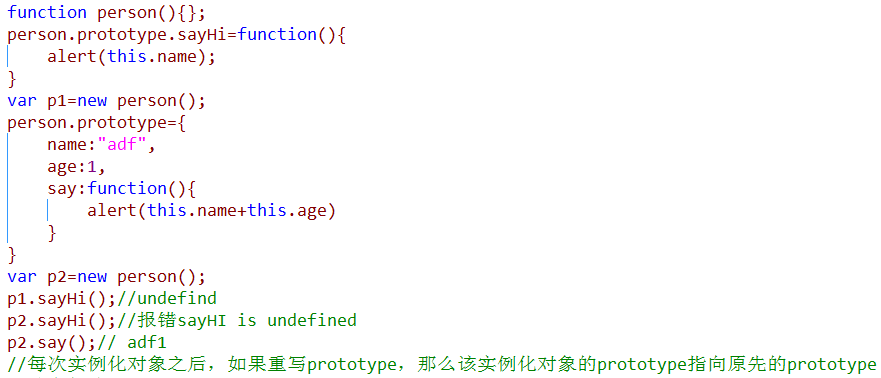 function person(){};
person.prototype.sayHi=function(){
    alert(this.name);
}
var p1=new person();
person.prototype={
    name:"adf",
    age:1,
    say:function(){
        alert(this.name+this.age)
    }
}
var p2=new person();
p1.sayHi();//undefind
p2.sayHi();//报错sayHI is undefined
p2.say();// adf1
//每次实例化对象之后，如果重写prototype，那么该实例化对象的prototype指向原先的prototype